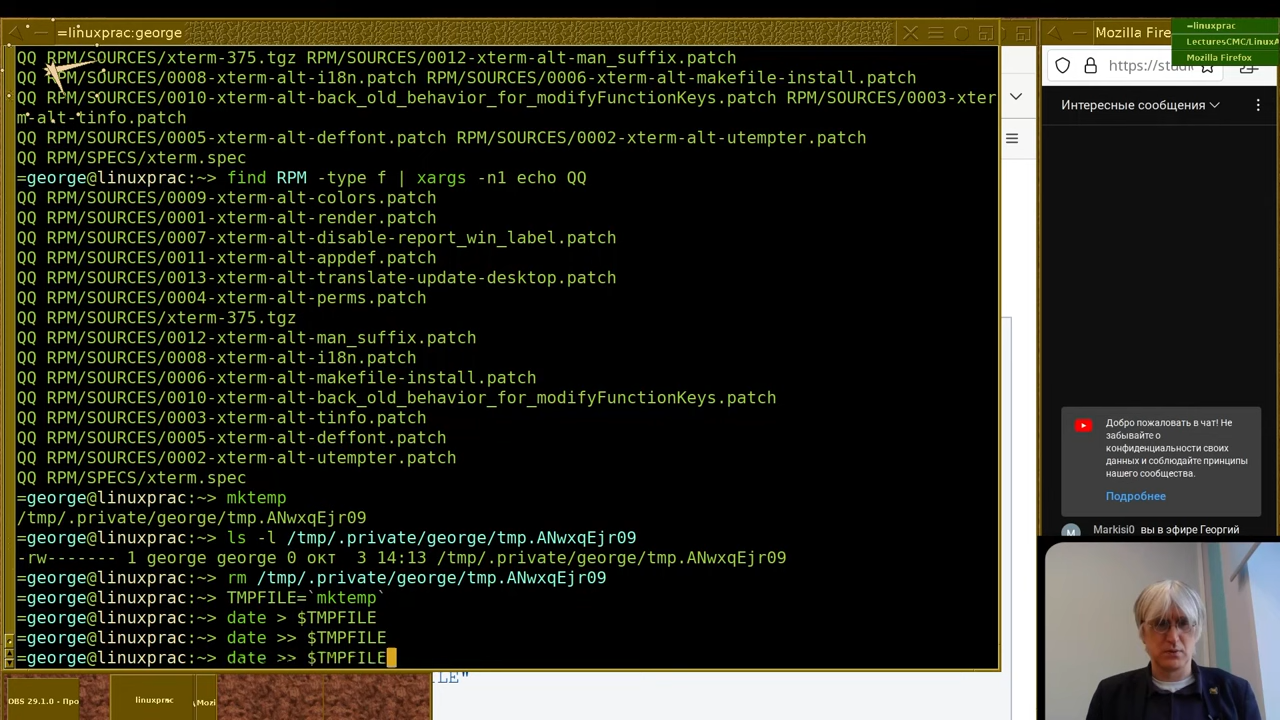 =linuxprac:george
QQ RPM/SOURCES/xterm-375.tgz RPM/SOURCES/0012-xterm-alt-man_suffix.patch
QQ RPM/SOURCES/0008-xterm-alt-i18n.patch RPM/SOURCES/0006-xterm-alt-makefile-install.patch
QQ RPM/SOURCES/0010-xterm-alt-back_old_behavior_for_modifyFunctionKeys.patch RPM/SOURCES/0003-xter
m-alt-tinfo.patch
QQ RPM/SOURCES/0005-xterm-alt-deffont.patch RPM/SOURCES/0002-xterm-alt-utempter.patch
QQ RPM/SPECS/xterm.spec
=george@linuxprac:~> find RPM -type f | xargs -n1 echo QQ
QQ RPM/SOURCES/0009-xterm-alt-colors.patch
QQ RPM/SOURCES/0001-xterm-alt-render.patch
QQ RPM/SOURCES/0007-xterm-alt-disable-report_win_label.patch
QQ RPM/SOURCES/0011-xterm-alt-appdef.patch
QQ RPM/SOURCES/0013-xterm-alt-translate-update-desktop.patch
QQ RPM/SOURCES/0004-xterm-alt-perms.patch
QQ RPM/SOURCES/xterm-375.tgz
QQ RPM/SOURCES/0012-xterm-alt-man_suffix.patch
QQ RPM/SOURCES/0008-xterm-alt-i18n.patch
QQ RPM/SOURCES/0006-xterm-alt-makefile-install.patch
QQ RPM/SOURCES/0010-xterm-alt-back_old_behavior_for_modifyFunctionKeys.patch
QQ RPM/SOURCES/0003-xterm-alt-tinfo.patch
QQ RPM/SOURCES/0005-xterm-alt-deffont.patch
QQ RPM/SOURCES/0002-xterm-alt-utempter.patch
QQ RPM/SPECS/xterm.spec
=george@linuxprac:~> mktemp
/tmp/.private/george/tmp.ANwxqEjr09
=george@linuxprac:~> ls -l /tmp/.private/george/tmp.ANwxqEjr09
-rw------- 1 george george 0 окт  3 14:13 /tmp/.private/george/tmp.ANwxqEjr09
=george@linuxprac:~> rm /tmp/.private/george/tmp.ANwxqEjr09
=george@linuxprac:~> TMPFILE=`mktemp`
=george@linuxprac:~> date > $TMPFILE
=george@linuxprac:~> date >> $TMPFILE
=george@linuxprac:~> date >> $TMPFILE
LE"
OBS 29.1.0 - Про
linuxprac
Mozi
Mozilla Fire
=linuxprac
LecturesCMC/LinuxA
Mozilla Firefox
https://stud
Интересные сообщения
Добро пожаловать в чат! Не
забывайте о
конфиденциальности своих
данных и соблюдайте принципы
нашего сообщества.
Подробнее
Markisi0 вы в эфире Георгий